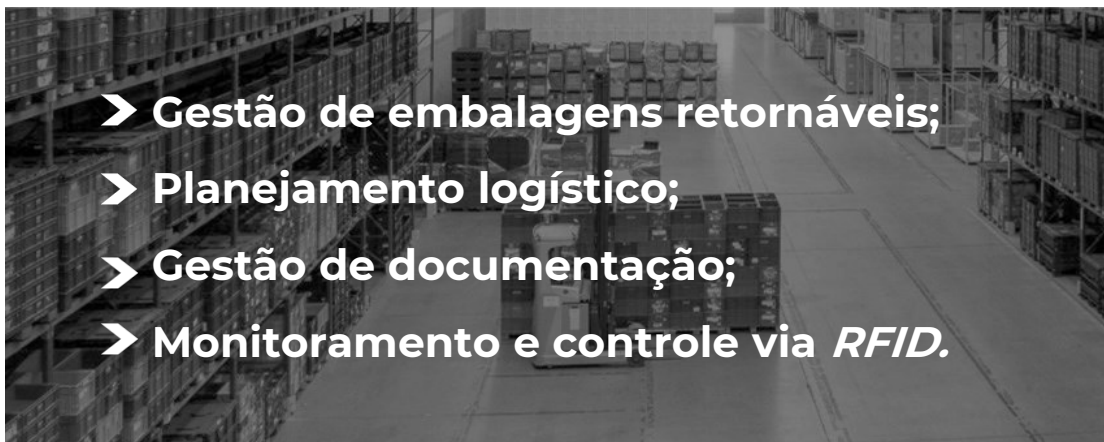 Gestão de embalagens retornáveis;
Planejamento logístico;
Gestão de documentação;
Monitoramento e controle via RFID.